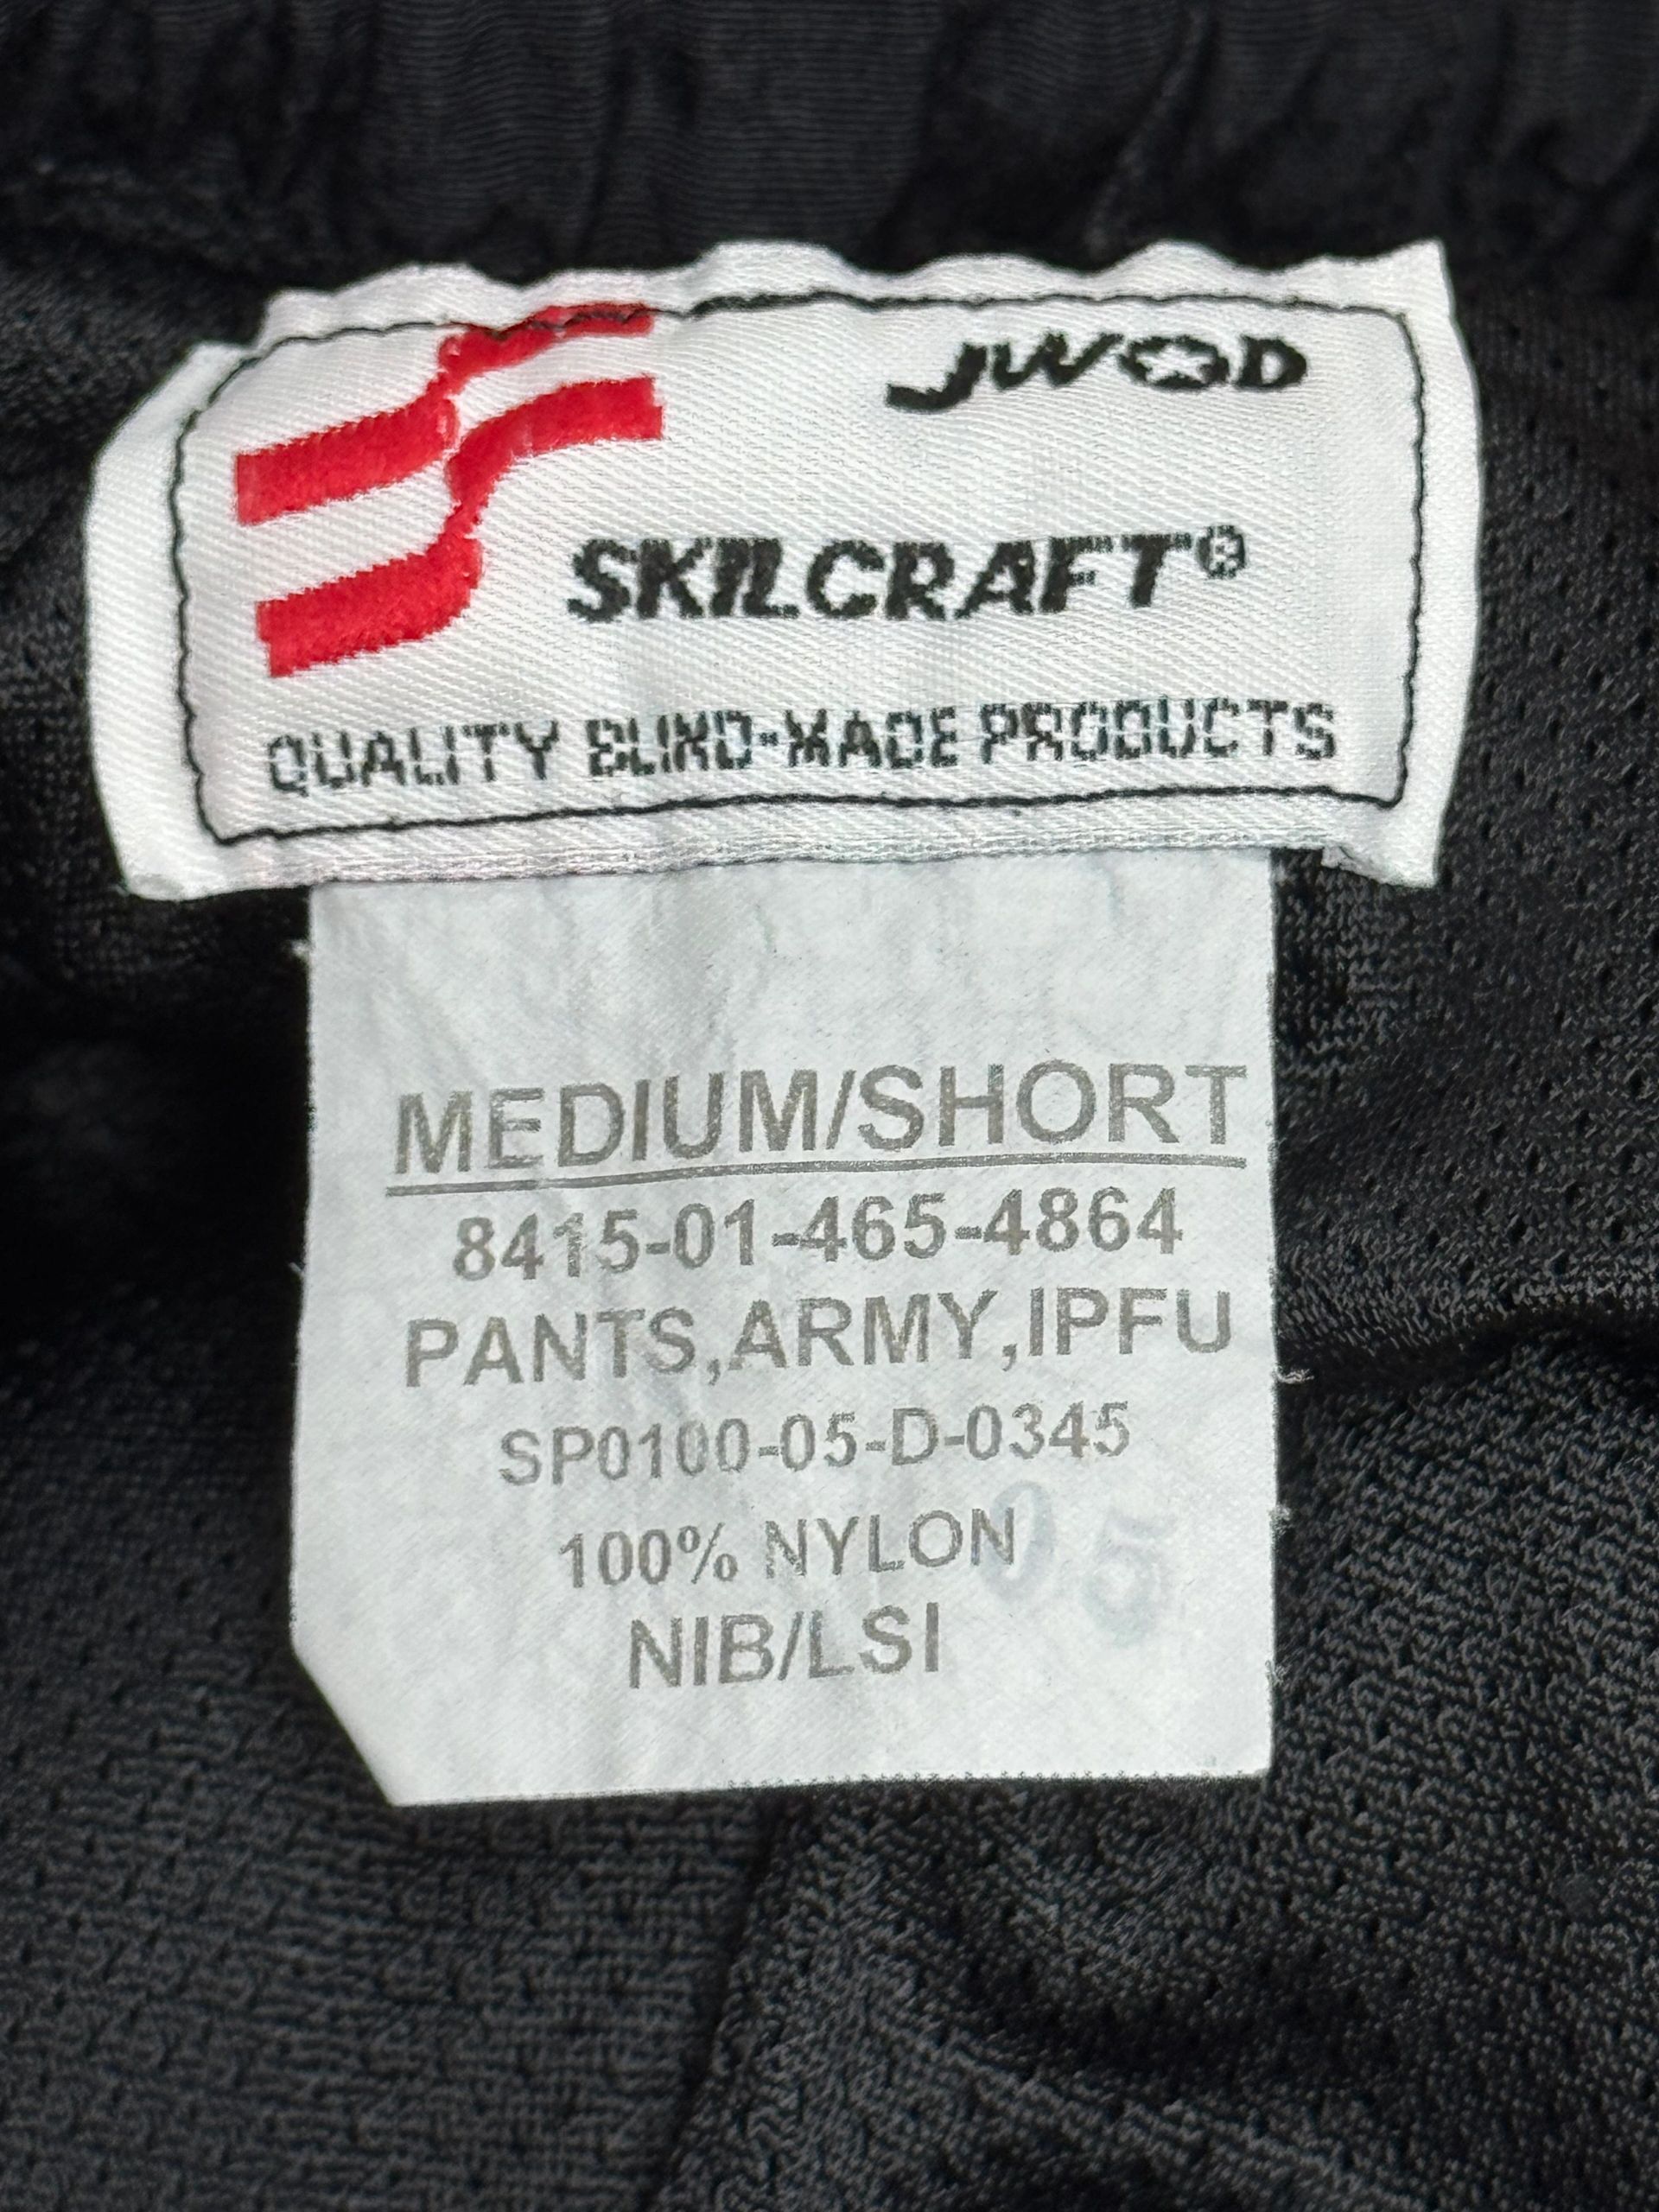 JWOD
SKILCRAFT®
QUALITY BLIND-MADE PRODUCTS
MEDIUM/SHORT
8415-01-465-4864
PANTS,ARMY,IPFU
SP0100-05-D-0345
100% NYLON
05
NIB/LSI